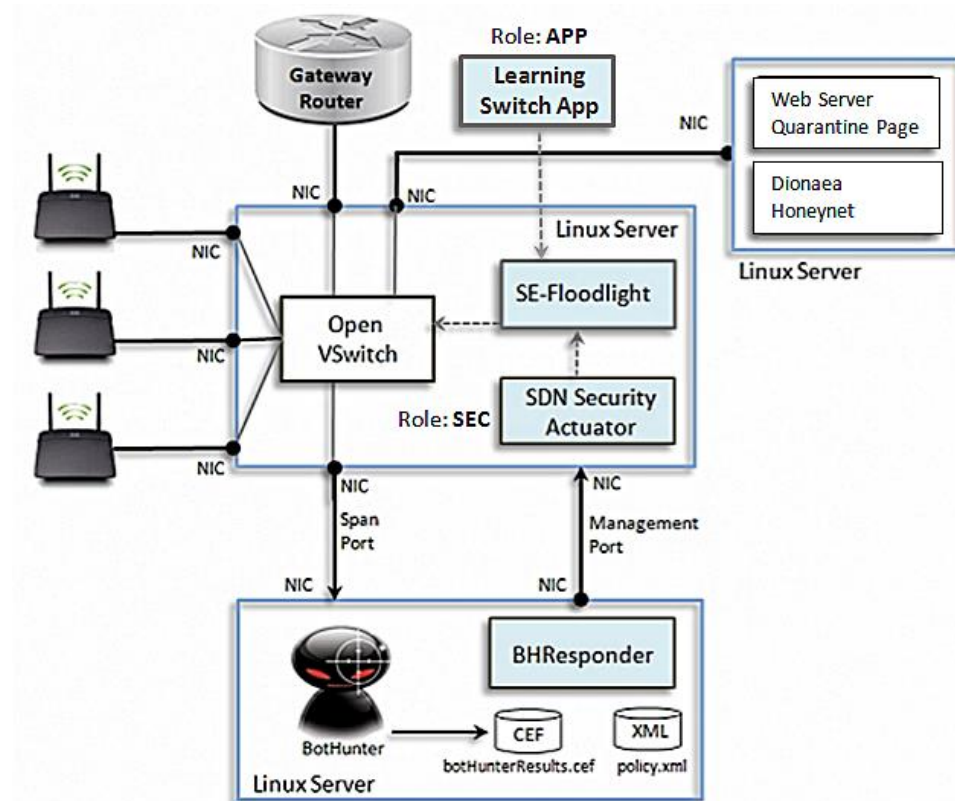 Role: APP
Gateway
Router
Learning
Switch App
Web Server
Quarantine Page
NIC
Dionaea
Honeynet
NIC
NIC
Linux Server
Linux Server
NIC
SE-Floodlight
Open
VSwitch
NIC
SDN Security
Actuator
Role: SEC
NIC
NIC
NIC
Span
Port
Management
Port
NIC
NIC
BHResponder
CEF
XML
BotHunter
botHunterResults.cef
policy.xml
Linux Server